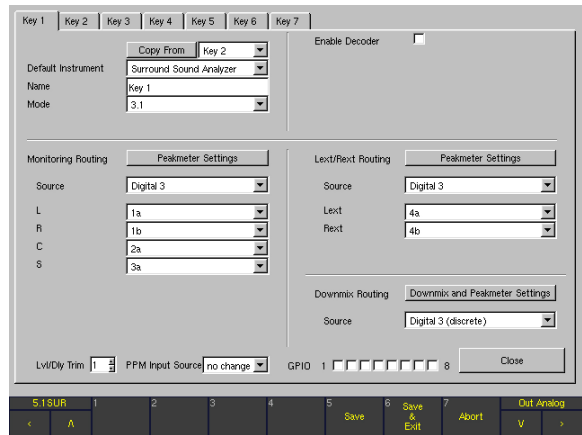 Key 1 Key 2 Key 3 Key 4 Key 5 Key 6 Key 7
Copy From Key 2
Enable Decoder
Default Instrument Surround Sound Analyzer
Name Key 1
Mode 3.1
Monitoring Routing Peakmeter Settings
Lext/Rext Routing Peakmeter Settings
Source Digital 3
Source Digital 3
L 1a
Lext 4a
R 1b
Rext 4b
C 2a
S 3a
Downmix Routing Downmix and Peakmeter Settings
Source Digital 3 (discrete)
Lvl/Dly Trim 1 PPM Input Source no change GPIO 1 8 Close
5.1SUR 1 2 3 4 5 6 7 Out Analog
< ʌ Save Save & Exit Abort v >